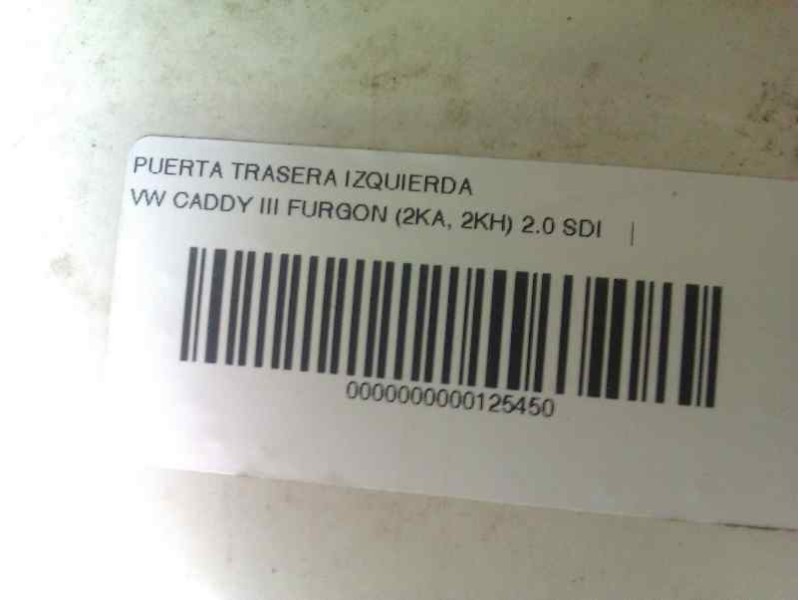 PUERTA TRASERA IZQUIERDA
VW CADDY III FURGON (2KA, 2KH) 2.0 SDI |
0000000000125450